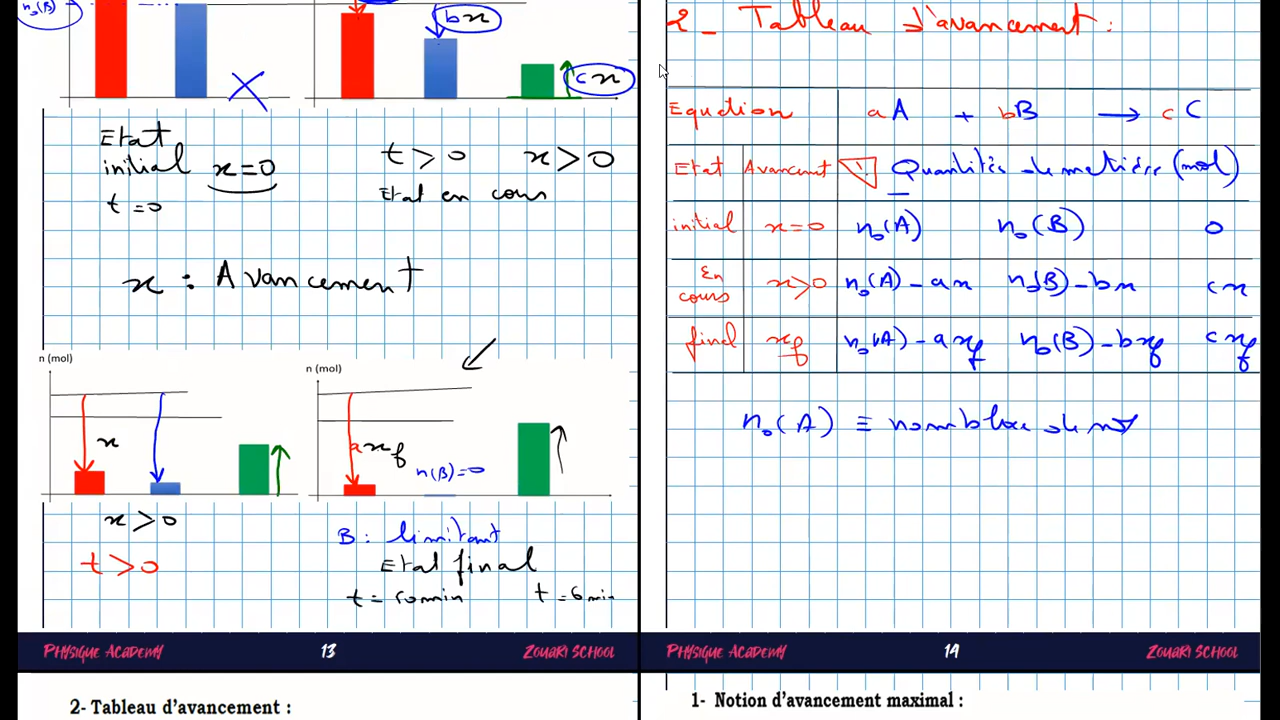 n₀(B)
bx
cx
Etat
initial x=0
t=0
t>0 x>0
Etat en cours
x : Avancement
n (mol)
x
x>0
t>0
n (mol)
axf
n(B)=0
B: limitant
Etat final
t = 10min t=6min
PHYSIQUE ACADEMY 13 ZOUARI SCHOOL
2- Tableau d'avancement :
2_ Tableau d'avancement :
Equation aA + bB → cC
Etat Avancement ! Quantités de matière (mol)
initial x=0 n₀(A) n₀(B) 0
En cours x>0 n₀(A)-ax n₀(B)-bx cx
final xf n₀(A)-axf n₀(B)-bxf cxf
n₀(A) ≡ nombre de
PHYSIQUE ACADEMY 14 ZOUARI SCHOOL
1- Notion d'avancement maximal :